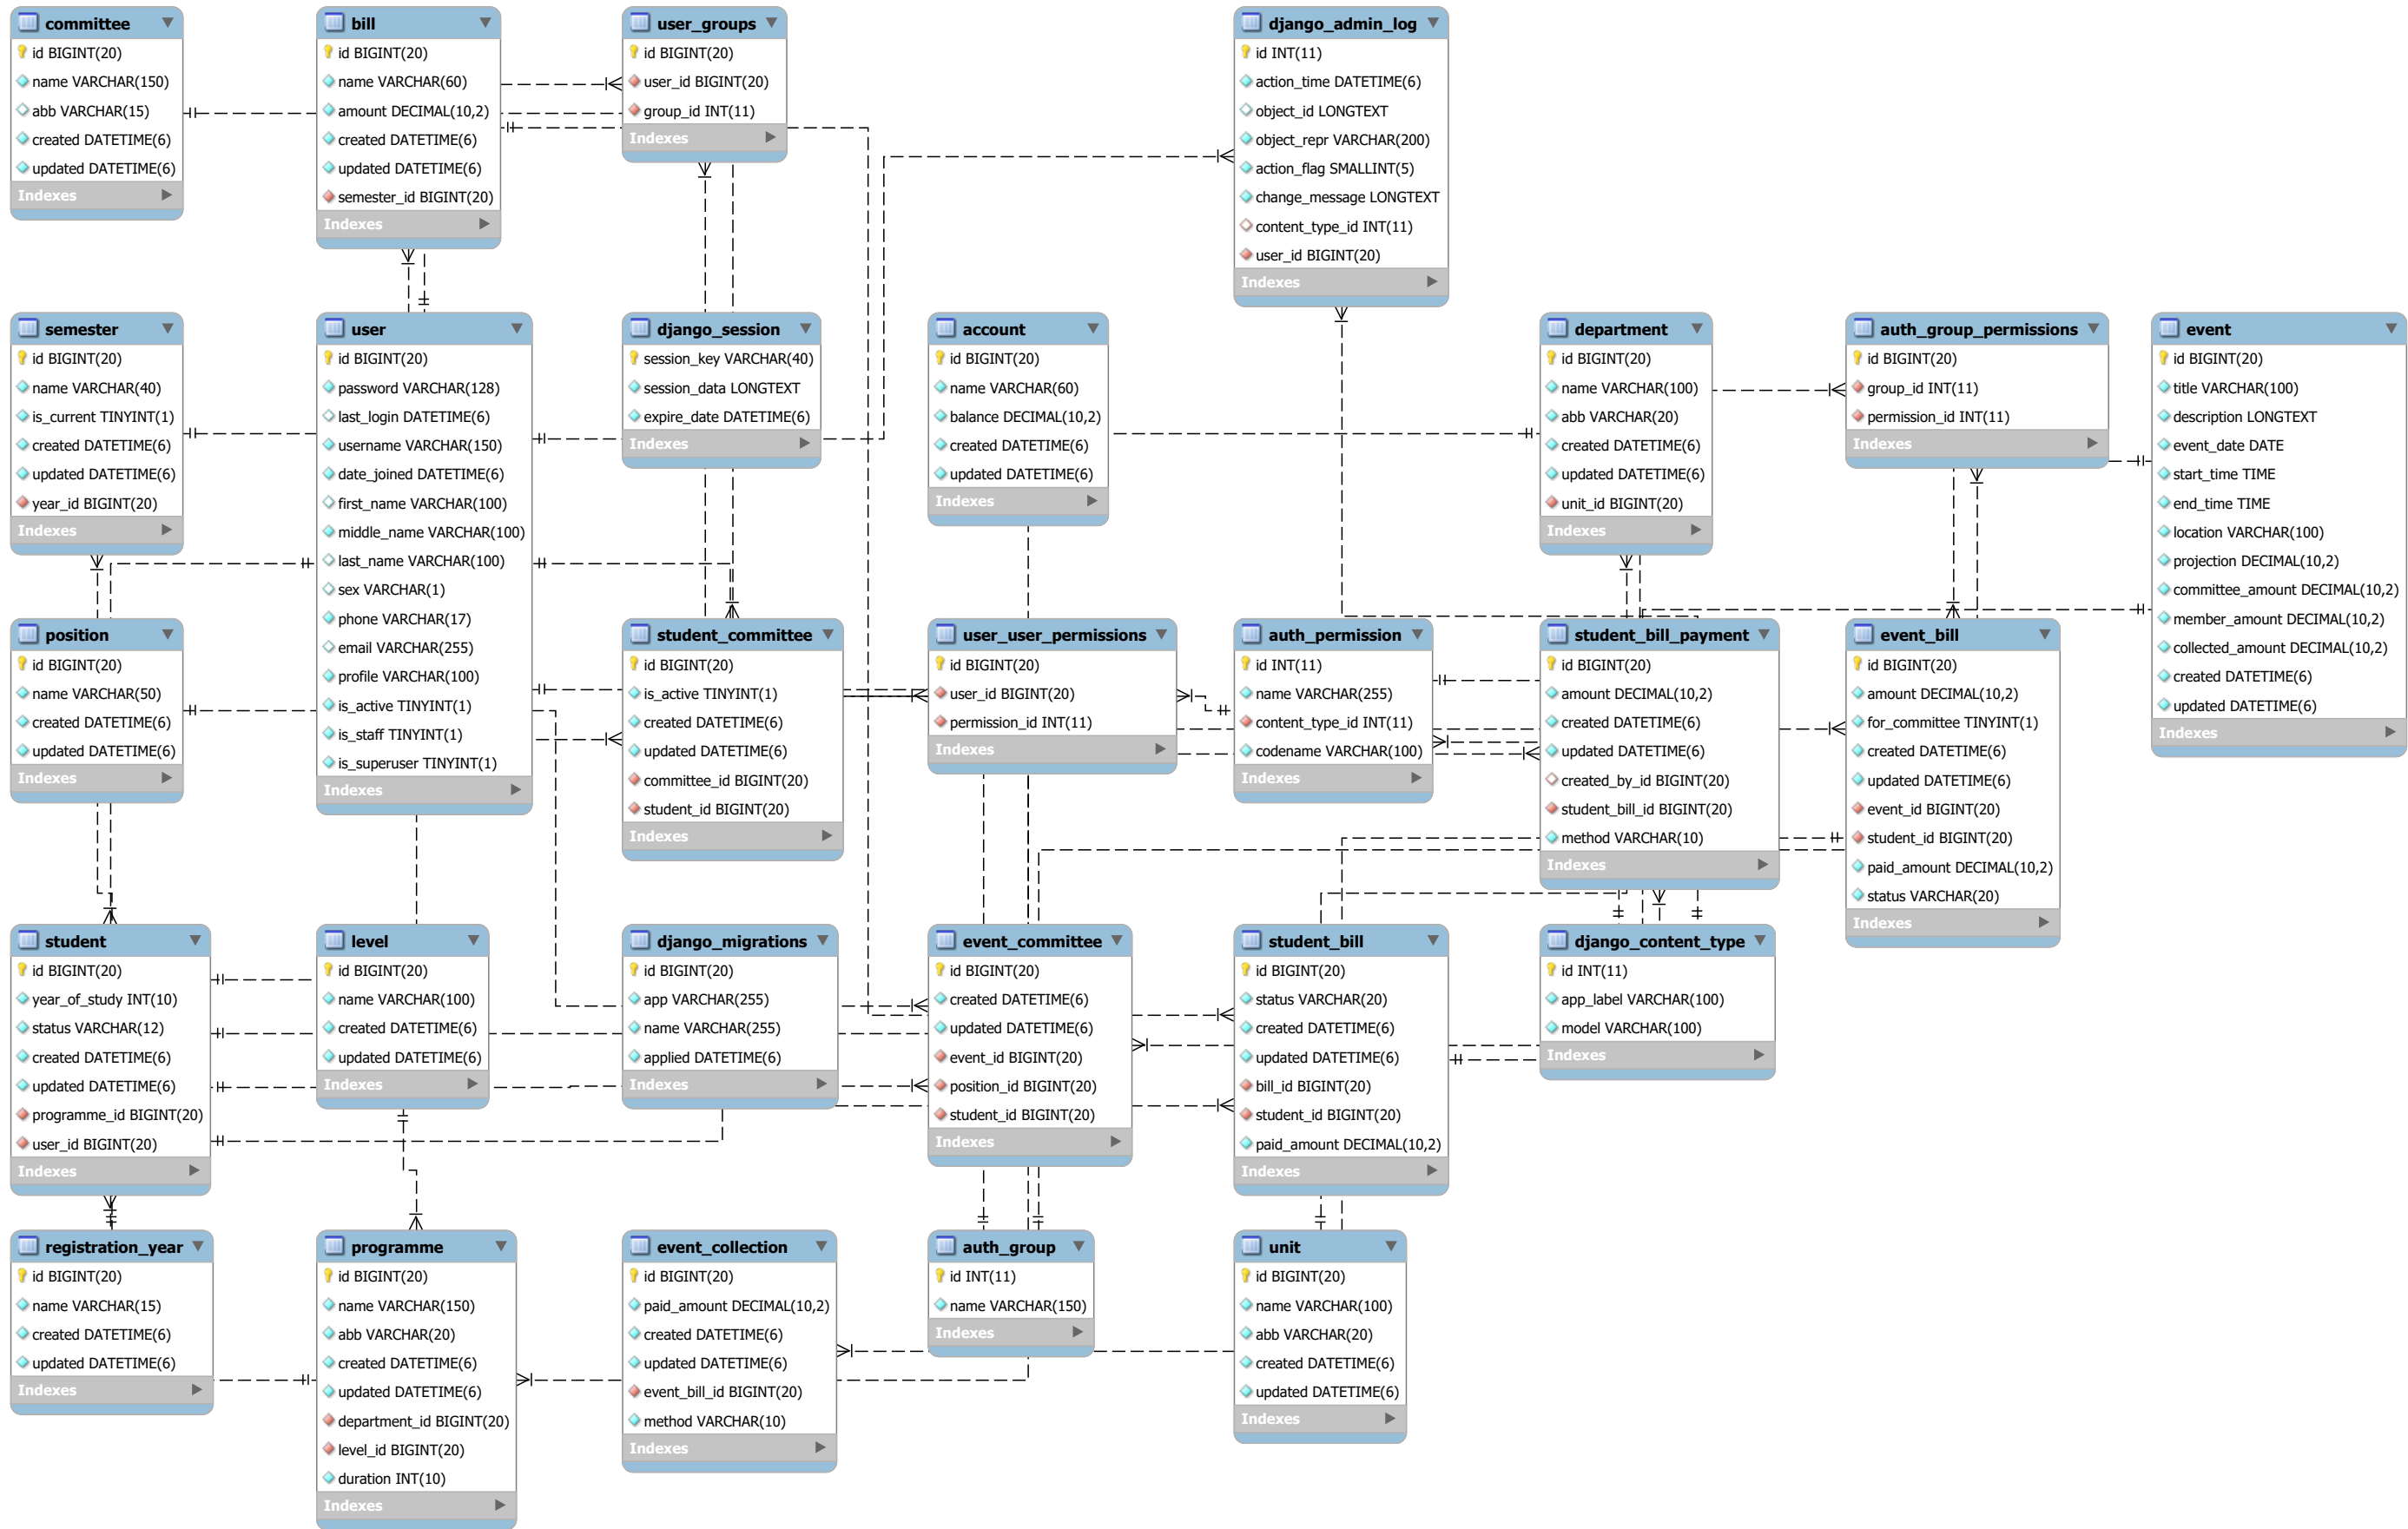 committee
id BIGINT(20)
name VARCHAR(150)
abb VARCHAR(15)
created DATETIME(6)
updated DATETIME(6)
Indexes
bill
id BIGINT(20)
name VARCHAR(60)
amount DECIMAL(10,2)
created DATETIME(6)
updated DATETIME(6)
semester_id BIGINT(20)
Indexes
user_groups
id BIGINT(20)
user_id BIGINT(20)
group_id INT(11)
Indexes
django_admin_log
id INT(11)
action_time DATETIME(6)
object_id LONGTEXT
object_repr VARCHAR(200)
action_flag SMALLINT(5)
change_message LONGTEXT
content_type_id INT(11)
user_id BIGINT(20)
Indexes
semester
id BIGINT(20)
name VARCHAR(40)
is_current TINYINT(1)
created DATETIME(6)
updated DATETIME(6)
year_id BIGINT(20)
Indexes
user
id BIGINT(20)
password VARCHAR(128)
last_login DATETIME(6)
username VARCHAR(150)
date_joined DATETIME(6)
first_name VARCHAR(100)
middle_name VARCHAR(100)
last_name VARCHAR(100)
sex VARCHAR(1)
phone VARCHAR(17)
email VARCHAR(255)
profile VARCHAR(100)
is_active TINYINT(1)
is_staff TINYINT(1)
is_superuser TINYINT(1)
Indexes
django_session
session_key VARCHAR(40)
session_data LONGTEXT
expire_date DATETIME(6)
Indexes
account
id BIGINT(20)
name VARCHAR(60)
balance DECIMAL(10,2)
created DATETIME(6)
updated DATETIME(6)
Indexes
department
id BIGINT(20)
name VARCHAR(100)
abb VARCHAR(20)
created DATETIME(6)
updated DATETIME(6)
unit_id BIGINT(20)
Indexes
auth_group_permissions
id BIGINT(20)
group_id INT(11)
permission_id INT(11)
Indexes
event
id BIGINT(20)
title VARCHAR(100)
description LONGTEXT
event_date DATE
start_time TIME
end_time TIME
location VARCHAR(100)
projection DECIMAL(10,2)
committee_amount DECIMAL(10,2)
member_amount DECIMAL(10,2)
collected_amount DECIMAL(10,2)
created DATETIME(6)
updated DATETIME(6)
Indexes
position
id BIGINT(20)
name VARCHAR(50)
created DATETIME(6)
updated DATETIME(6)
Indexes
student_committee
id BIGINT(20)
is_active TINYINT(1)
created DATETIME(6)
updated DATETIME(6)
committee_id BIGINT(20)
student_id BIGINT(20)
Indexes
user_user_permissions
id BIGINT(20)
user_id BIGINT(20)
permission_id INT(11)
Indexes
auth_permission
id INT(11)
name VARCHAR(255)
content_type_id INT(11)
codename VARCHAR(100)
Indexes
student_bill_payment
id BIGINT(20)
amount DECIMAL(10,2)
created DATETIME(6)
updated DATETIME(6)
created_by_id BIGINT(20)
student_bill_id BIGINT(20)
method VARCHAR(10)
Indexes
event_bill
id BIGINT(20)
amount DECIMAL(10,2)
for_committee TINYINT(1)
created DATETIME(6)
updated DATETIME(6)
event_id BIGINT(20)
student_id BIGINT(20)
paid_amount DECIMAL(10,2)
status VARCHAR(20)
Indexes
student
id BIGINT(20)
year_of_study INT(10)
status VARCHAR(12)
created DATETIME(6)
updated DATETIME(6)
programme_id BIGINT(20)
user_id BIGINT(20)
Indexes
level
id BIGINT(20)
name VARCHAR(100)
created DATETIME(6)
updated DATETIME(6)
Indexes
django_migrations
id BIGINT(20)
app VARCHAR(255)
name VARCHAR(255)
applied DATETIME(6)
Indexes
event_committee
id BIGINT(20)
created DATETIME(6)
updated DATETIME(6)
event_id BIGINT(20)
position_id BIGINT(20)
student_id BIGINT(20)
Indexes
student_bill
id BIGINT(20)
status VARCHAR(20)
created DATETIME(6)
updated DATETIME(6)
bill_id BIGINT(20)
student_id BIGINT(20)
paid_amount DECIMAL(10,2)
Indexes
django_content_type
id INT(11)
app_label VARCHAR(100)
model VARCHAR(100)
Indexes
registration_year
id BIGINT(20)
name VARCHAR(15)
created DATETIME(6)
updated DATETIME(6)
Indexes
programme
id BIGINT(20)
name VARCHAR(150)
abb VARCHAR(20)
created DATETIME(6)
updated DATETIME(6)
department_id BIGINT(20)
level_id BIGINT(20)
duration INT(10)
Indexes
event_collection
id BIGINT(20)
paid_amount DECIMAL(10,2)
created DATETIME(6)
updated DATETIME(6)
event_bill_id BIGINT(20)
method VARCHAR(10)
Indexes
auth_group
id INT(11)
name VARCHAR(150)
Indexes
unit
id BIGINT(20)
name VARCHAR(100)
abb VARCHAR(20)
created DATETIME(6)
updated DATETIME(6)
Indexes